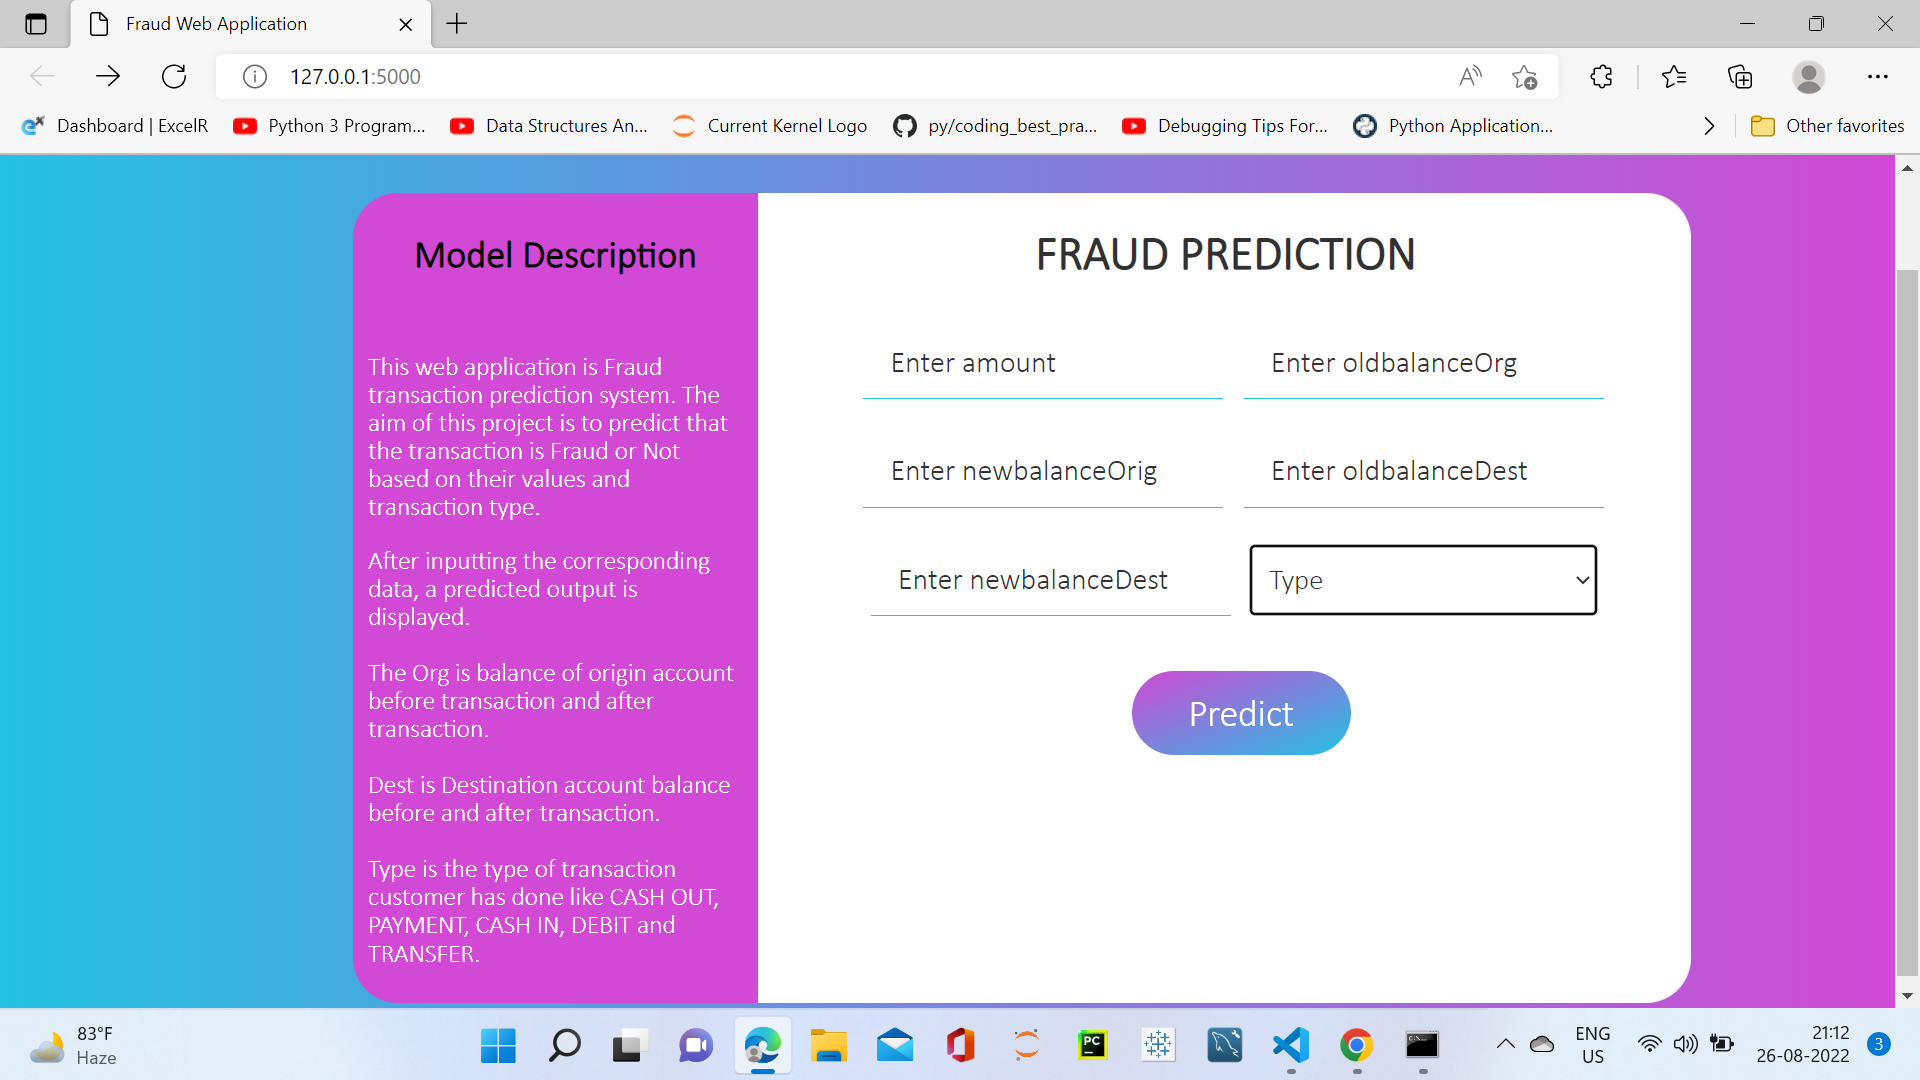 Fraud Web Application
127.0.0.1:5000
Dashboard | ExcelR
Python 3 Program...
Data Structures An...
Current Kernel Logo
py/coding_best_pra...
Debugging Tips For...
Python Application...
Other favorites
Model Description
This web application is Fraud
transaction prediction system. The
aim of this project is to predict that
the transaction is Fraud or Not
based on their values and
transaction type.
After inputting the corresponding
data, a predicted output is
displayed.
The Org is balance of origin account
before transaction and after
transaction.
Dest is Destination account balance
before and after transaction.
Type is the type of transaction
customer has done like CASH OUT,
PAYMENT, CASH IN, DEBIT and
TRANSFER.
FRAUD PREDICTION
Enter amount
Enter oldbalanceOrg
Enter newbalanceOrig
Enter oldbalanceDest
Enter newbalanceDest
Type
Predict
83°F
Haze
PC
ENG
US
21:12
26-08-2022
3